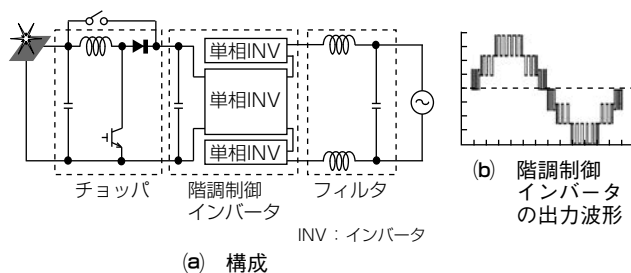 単相INV
単相INV
単相INV
チョッパ
階調制御
インバータ
フィルタ
INV：インバータ
(a) 構成
(b) 階調制御
インバータ
の出力波形